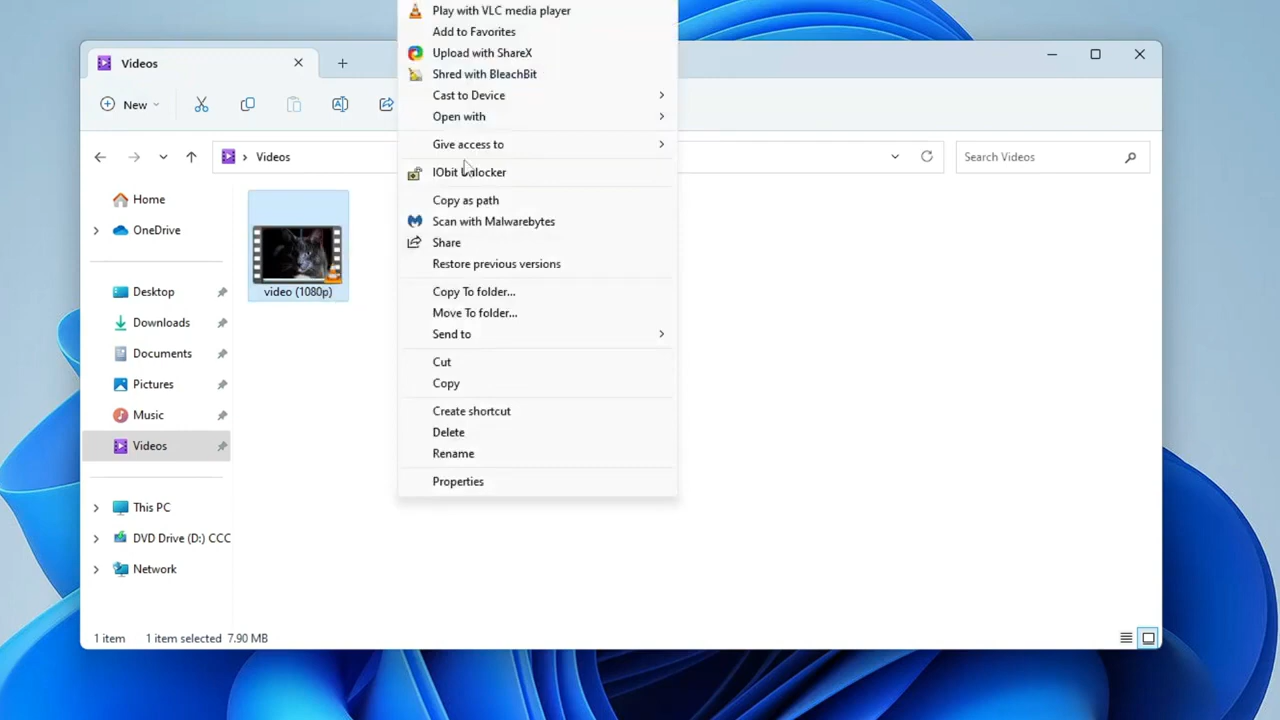 Play with VLC media player
Add to Favorites
Upload with ShareX
Shred with BleachBit
Cast to Device
Open with
Give access to
IObit Unlocker
Copy as path
Scan with Malwarebytes
Share
Restore previous versions
Copy To folder...
Move To folder...
Send to
Cut
Copy
Create shortcut
Delete
Rename
Properties
Videos
New
Videos
Search Videos
Home
OneDrive
Desktop
Downloads
Documents
Pictures
Music
Videos
This PC
DVD Drive (D:) CCC
Network
video (1080p)
1 item 1 item selected 7.90 MB